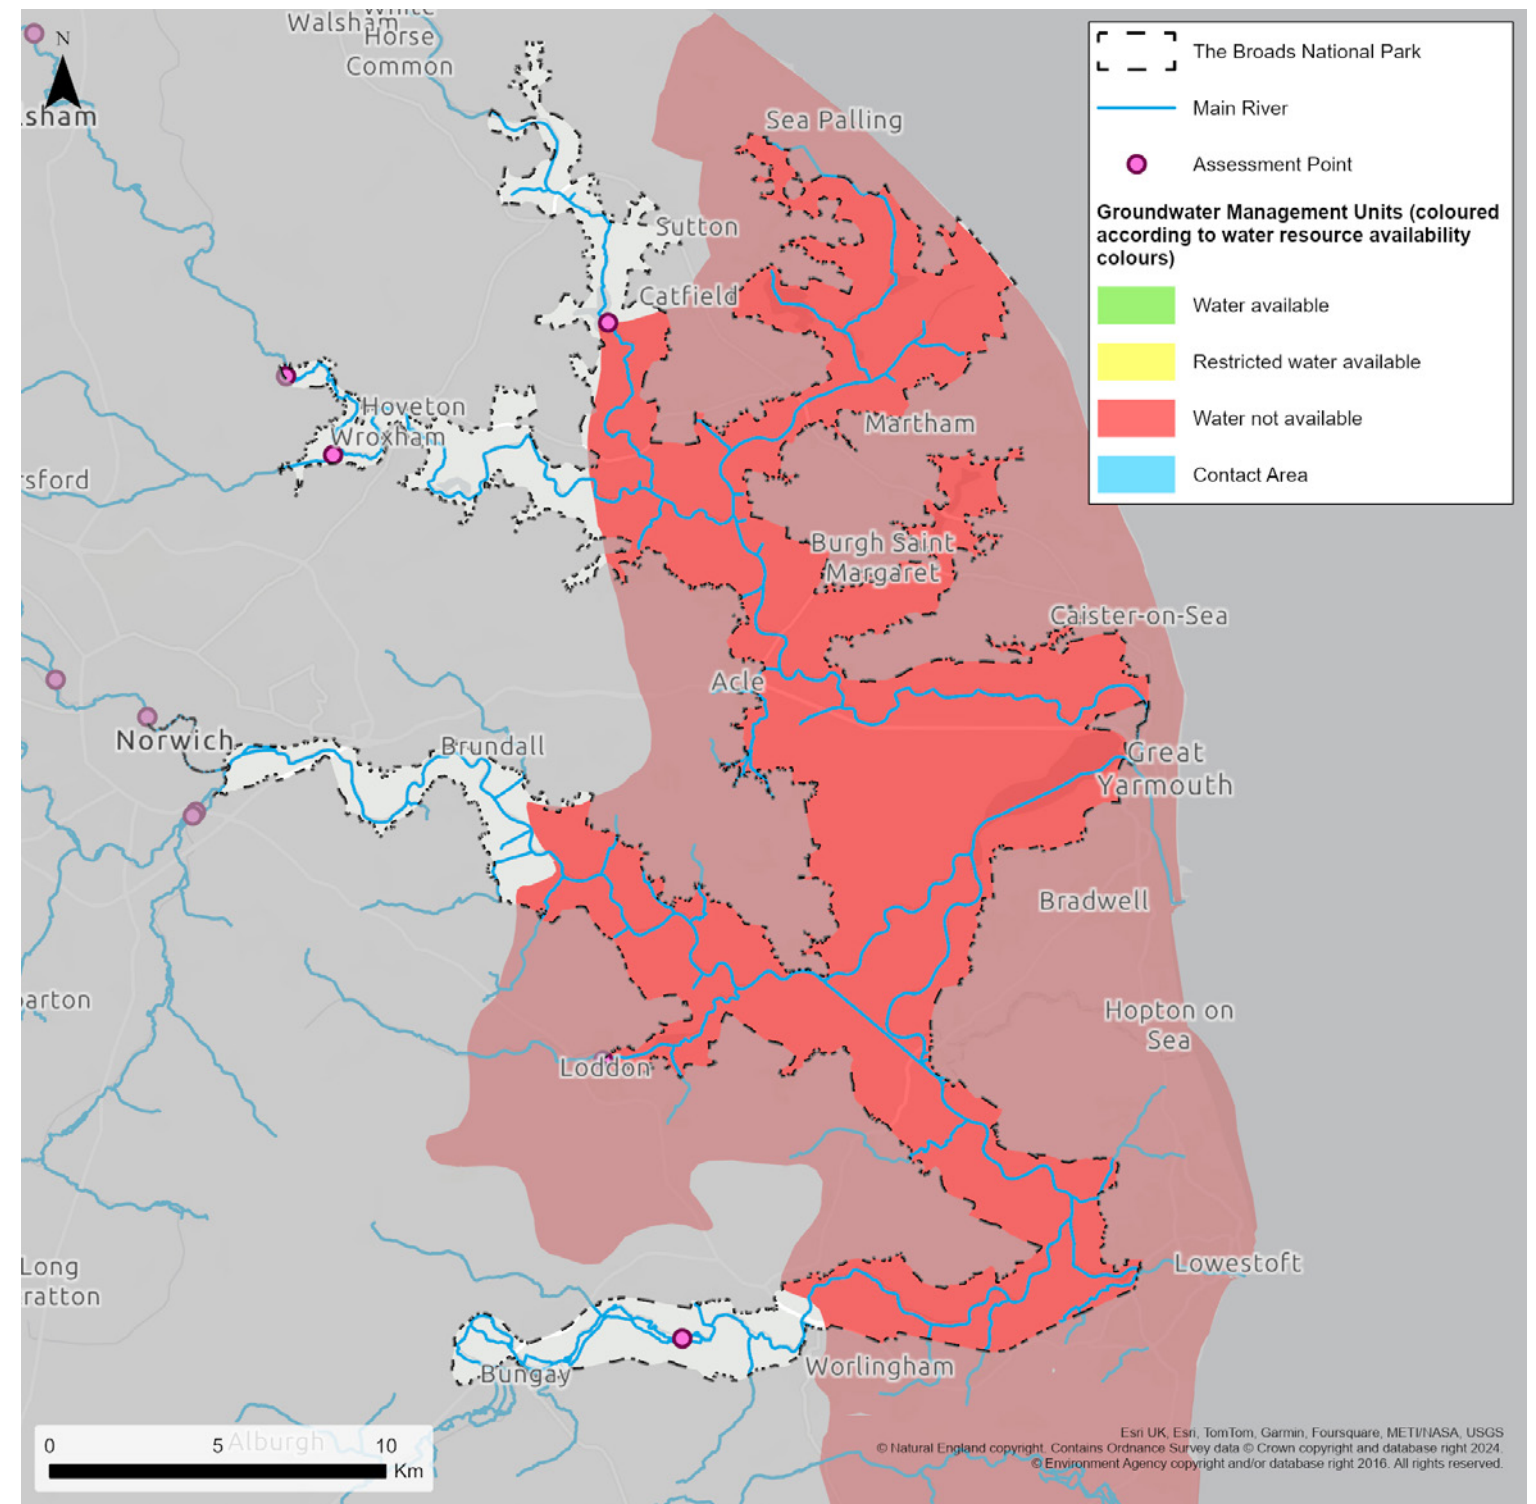 White
Walsham
Horse
Common
N
lsham
Sea Palling
Sutton
Catfield
Hoveton
Wroxham
Martham
rsford
Burgh Saint
Margaret
Caister-on-Sea
Acle
Norwich
Brundall
Great
Yarmouth
Bradwell
arton
Hopton on
Sea
Loddon
Long
ratton
Lowestoft
Worlingham
Bungay
Alburgh
0 5 10
Km
The Broads National Park
Main River
Assessment Point
Groundwater Management Units (coloured
according to water resource availability
colours)
Water available
Restricted water available
Water not available
Contact Area
Esri UK, Esri, TomTom, Garmin, Foursquare, METI/NASA, USGS
© Natural England copyright. Contains Ordnance Survey data © Crown copyright and database right 2024.
© Environment Agency copyright and/or database right 2016. All rights reserved.